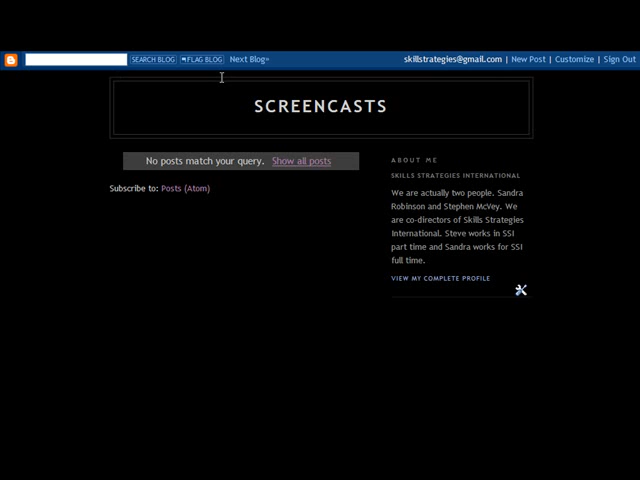 SEARCH BLOG FLAG BLOG Next Blog» skillstrategies@gmail.com | New Post | Customize | Sign Out
SCREENCASTS
No posts match your query. Show all posts
Subscribe to: Posts (Atom)
ABOUT ME
SKILLS STRATEGIES INTERNATIONAL
We are actually two people. Sandra
Robinson and Stephen McVey. We
are co-directors of Skills Strategies
International. Steve works in SSI
part time and Sandra works for SSI
full time.
VIEW MY COMPLETE PROFILE